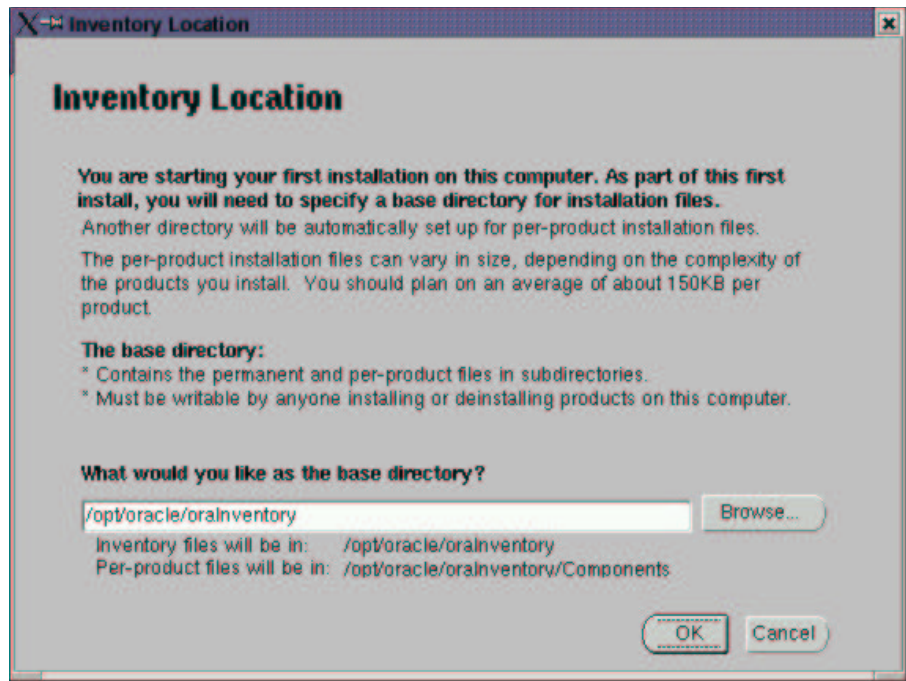 Inventory Location
Inventory Location
You are starting your first installation on this computer. As part of this first
install, you will need to specify a base directory for installation files.
Another directory will be automatically set up for per-product installation files.
The per-product installation files can vary in size, depending on the complexity of
the products you install. You should plan on an average of about 150KB per
product.
The base directory:
* Contains the permanent and per-product files in subdirectories.
* Must be writable by anyone installing or deinstalling products on this computer.
What would you like as the base directory?
/opt/oracle/oraInventory
Browse...
Inventory files will be in: /opt/oracle/oraInventory
Per-product files will be in: /opt/oracle/oraInventory/Components
OK Cancel